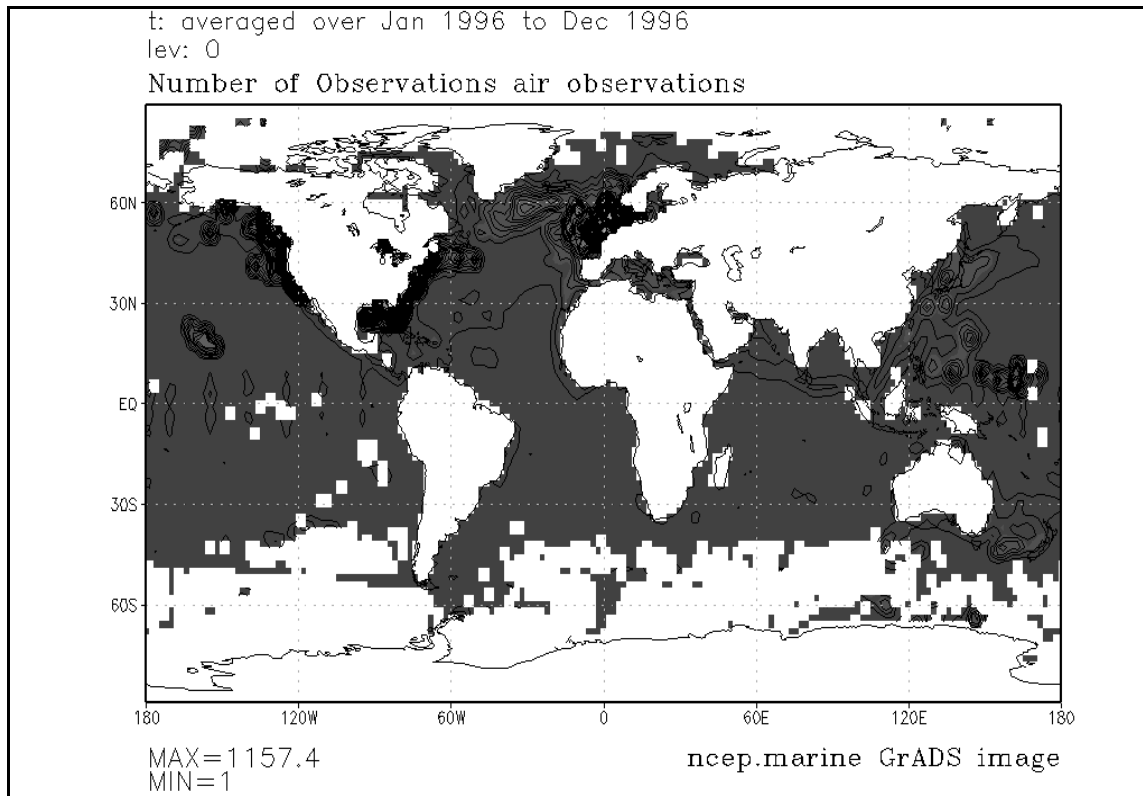 t: averaged over Jan 1996 to Dec 1996
lev: 0
Number of Observations air observations
60N
30N
EQ
30S
60S
180 120W 60W 0 60E 120E 180
MAX=1157.4
MIN=1
ncep.marine GrADS image